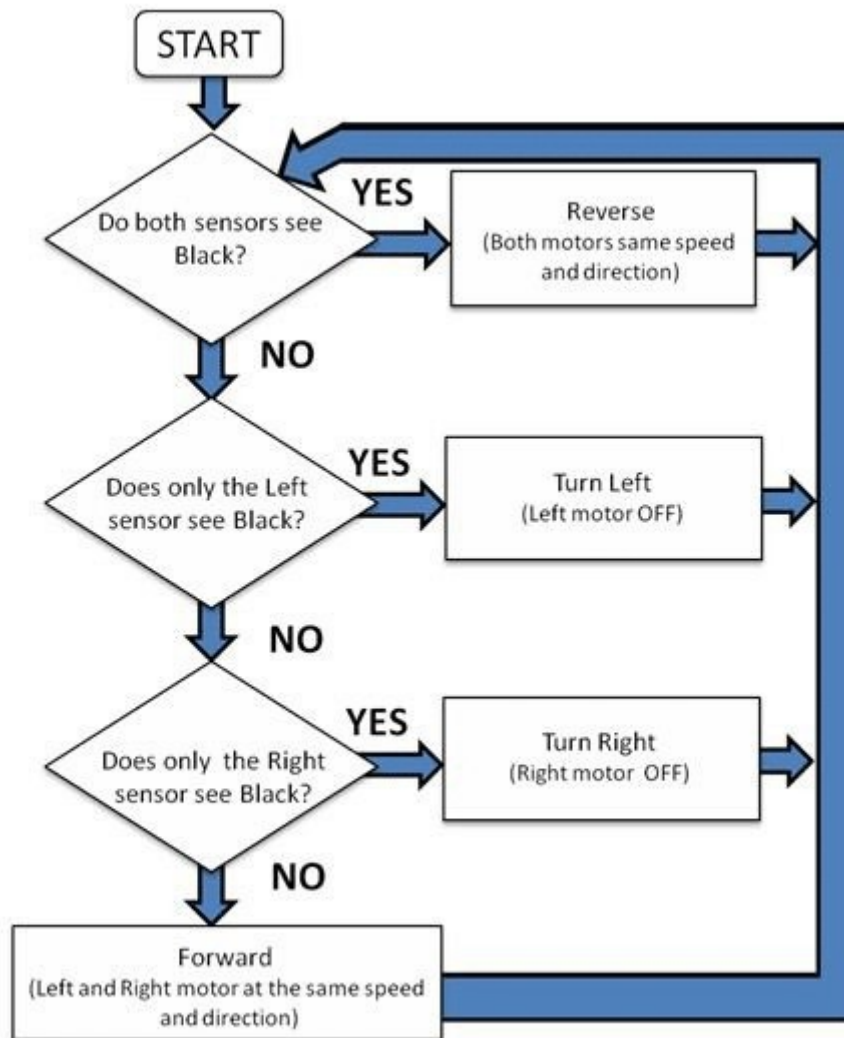 START
Do both sensors see
Black?
YES
Reverse
(Both motors same speed
and direction)
NO
Does only the Left
sensor see Black?
YES
Turn Left
(Left motor OFF)
NO
Does only the Right
sensor see Black?
YES
Turn Right
(Right motor OFF)
NO
Forward
(Left and Right motor at the same speed
and direction)